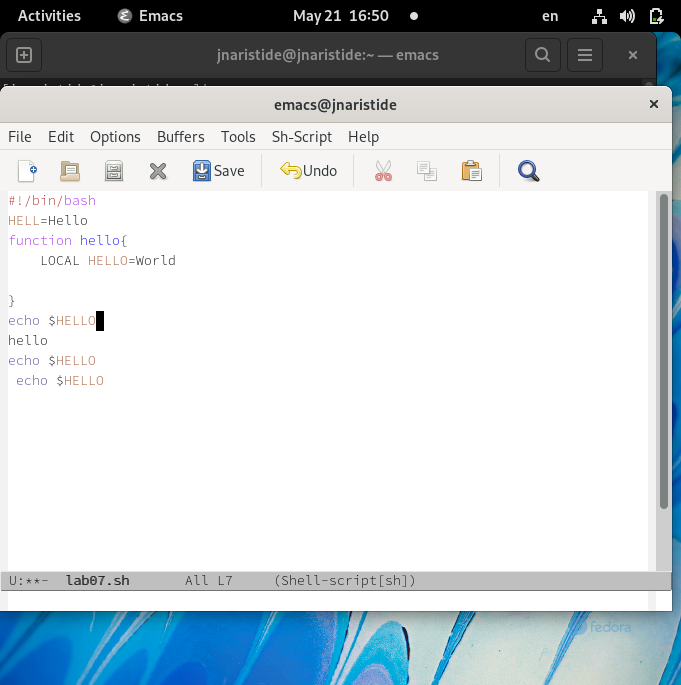 Activities Emacs May 21 16:50 en
jnaristide@jnaristide:~ — emacs
emacs@jnaristide
File Edit Options Buffers Tools Sh-Script Help
Save Undo
#!/bin/bash
HELL=Hello
function hello{
LOCAL HELLO=World
}
echo $HELLO
hello
echo $HELLO
echo $HELLO
U:**- lab07.sh All L7 (Shell-script[sh])
fedora